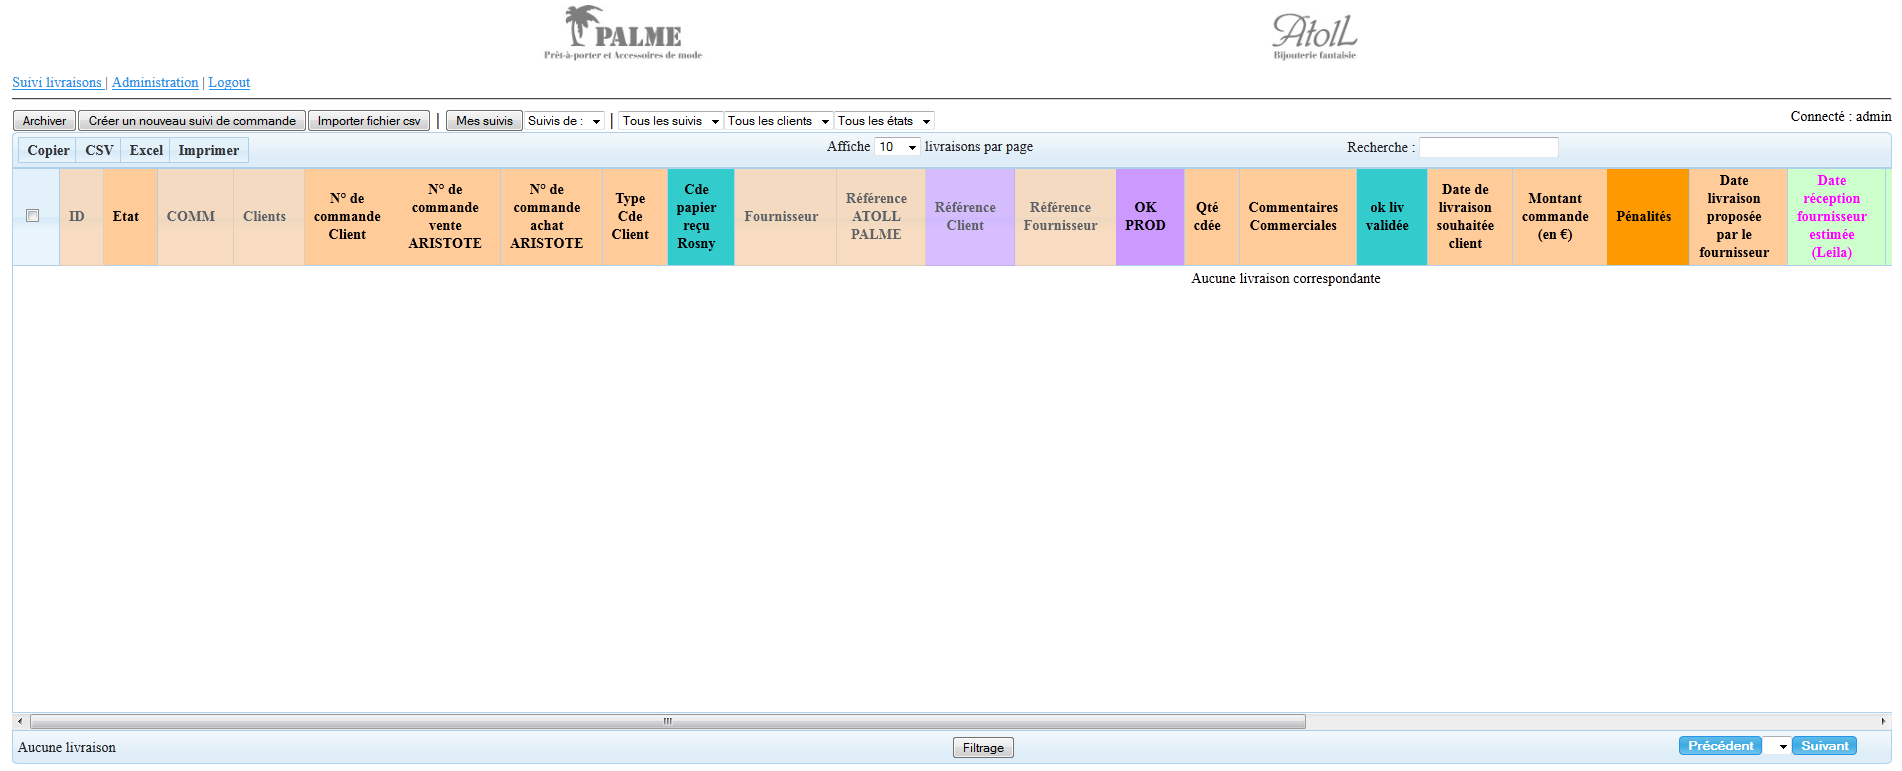 PALME
Prêt-à-porter et Accessoires de mode
Atoll
Bijouterie fantaisie
Suivi livraisons | Administration | Logout
Archiver Créer un nouveau suivi de commande Importer fichier csv | Mes suivis Suivis de : | Tous les suivis Tous les clients Tous les états
Connecté : admin
Copier CSV Excel Imprimer
Affiche 10 livraisons par page
Recherche :
ID
Etat
COMM
Clients
N° de
commande
Client
N° de
commande
vente
ARISTOTE
N° de
commande
achat
ARISTOTE
Type
Cde
Client
Cde
papier
reçu
Rosny
Fournisseur
Référence
ATOLL
PALME
Référence
Client
Référence
Fournisseur
OK
PROD
Qté
cdée
Commentaires
Commerciales
ok liv
validée
Date de
livraison
souhaitée
client
Montant
commande
(en €)
Pénalités
Date
livraison
proposée
par le
fournisseur
Date
réception
fournisseur
estimée
(Leila)
Aucune livraison correspondante
Aucune livraison
Filtrage
Précédent Suivant